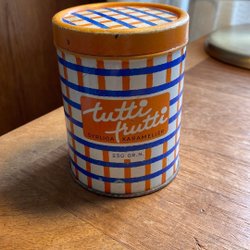 tutti
frutti
SYRLIGA KARAMELLER
250 GR.N.